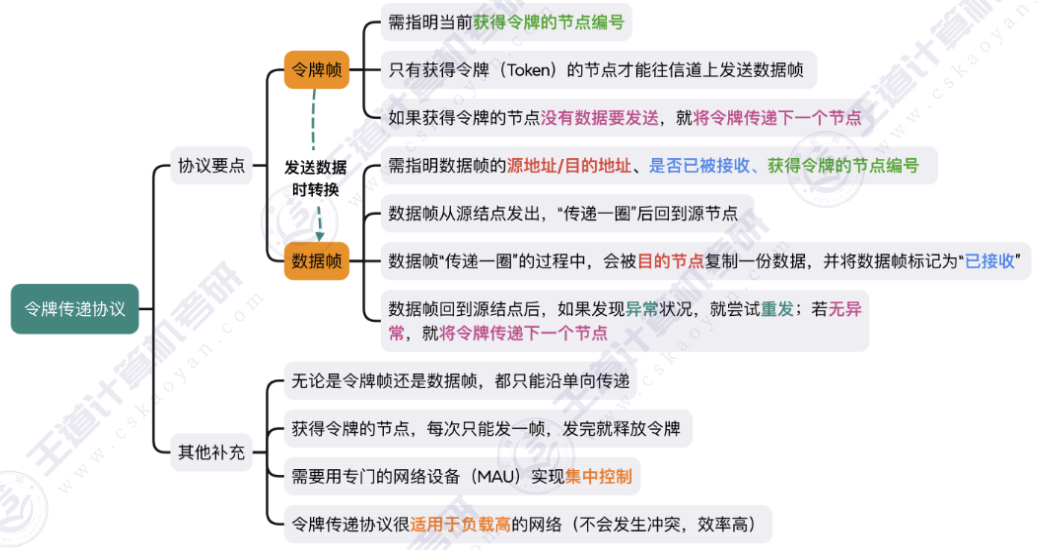 需指明当前获得令牌的节点编号
令牌帧
只有获得令牌（Token）的节点才能往信道上发送数据帧
如果获得令牌的节点没有数据要发送，就将令牌传递下一个节点
协议要点
发送数据
时转换
需指明数据帧的源地址/目的地址、是否已被接收、获得令牌的节点编号
数据帧从源结点发出，“传递一圈”后回到源节点
数据帧
数据帧“传递一圈”的过程中，会被目的节点复制一份数据，并将数据帧标记为“已接收”
令牌传递协议
数据帧回到源结点后，如果发现异常状况，就尝试重发；若无异
常，就将令牌传递下一个节点
无论是令牌帧还是数据帧，都只能沿单向传递
获得令牌的节点，每次只能发一帧，发完就释放令牌
其他补充
需要用专门的网络设备（MAU）实现集中控制
令牌传递协议很适用于负载高的网络（不会发生冲突，效率高）
王道计算机考研
www.cskaoyan.com